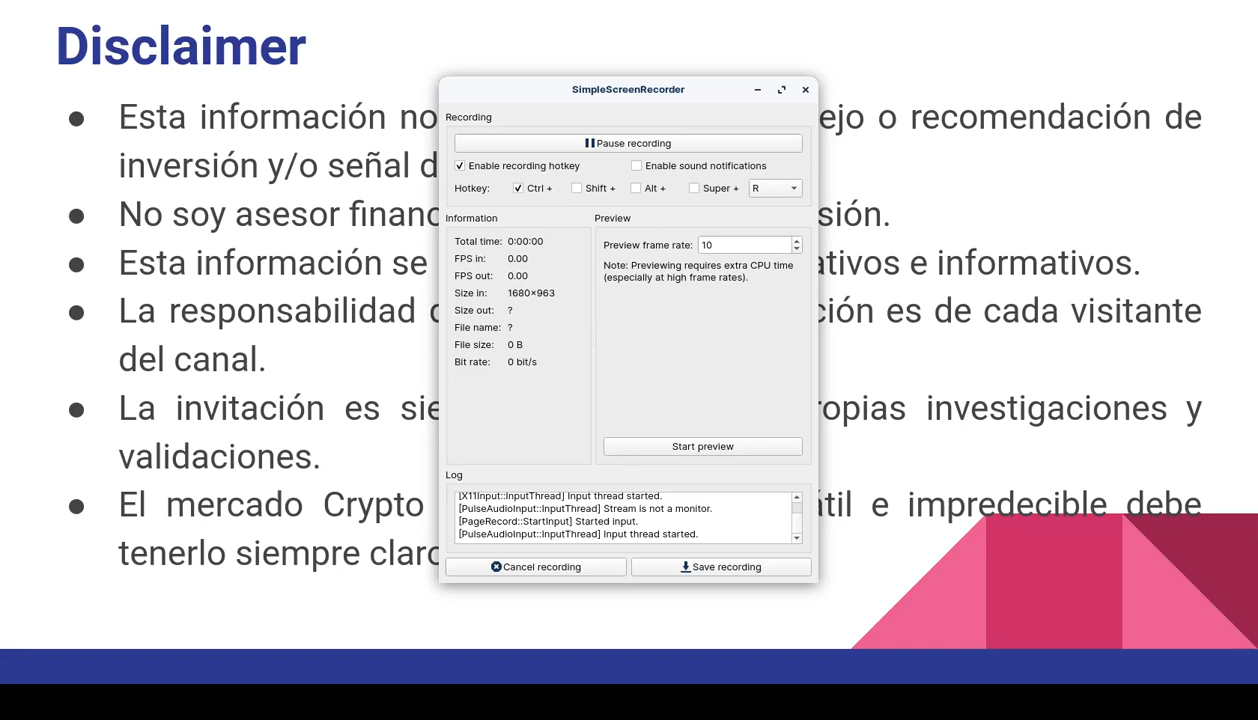 Disclaimer
● Esta información no ejo o recomendación de
inversión y/o señal d
● No soy asesor financ sión.
● Esta información se ativos e informativos.
● La responsabilidad ción es de cada visitante
del canal.
● La invitación es sie ropias investigaciones y
validaciones.
● El mercado Crypto átil e impredecible debe
tenerlo siempre claro
SimpleScreenRecorder
Recording
Pause recording
Enable recording hotkey Enable sound notifications
Hotkey: Ctrl + Shift + Alt + Super + R
Information
Total time: 0:00:00
FPS in: 0.00
FPS out: 0.00
Size in: 1680×963
Size out: ?
File name: ?
File size: 0 B
Bit rate: 0 bit/s
Preview
Preview frame rate: 10
Note: Previewing requires extra CPU time
(especially at high frame rates).
Start preview
Log
[X11Input::InputThread] Input thread started.
[PulseAudioInput::InputThread] Stream is not a monitor.
[PageRecord::StartInput] Started input.
[PulseAudioInput::InputThread] Input thread started.
Cancel recording Save recording